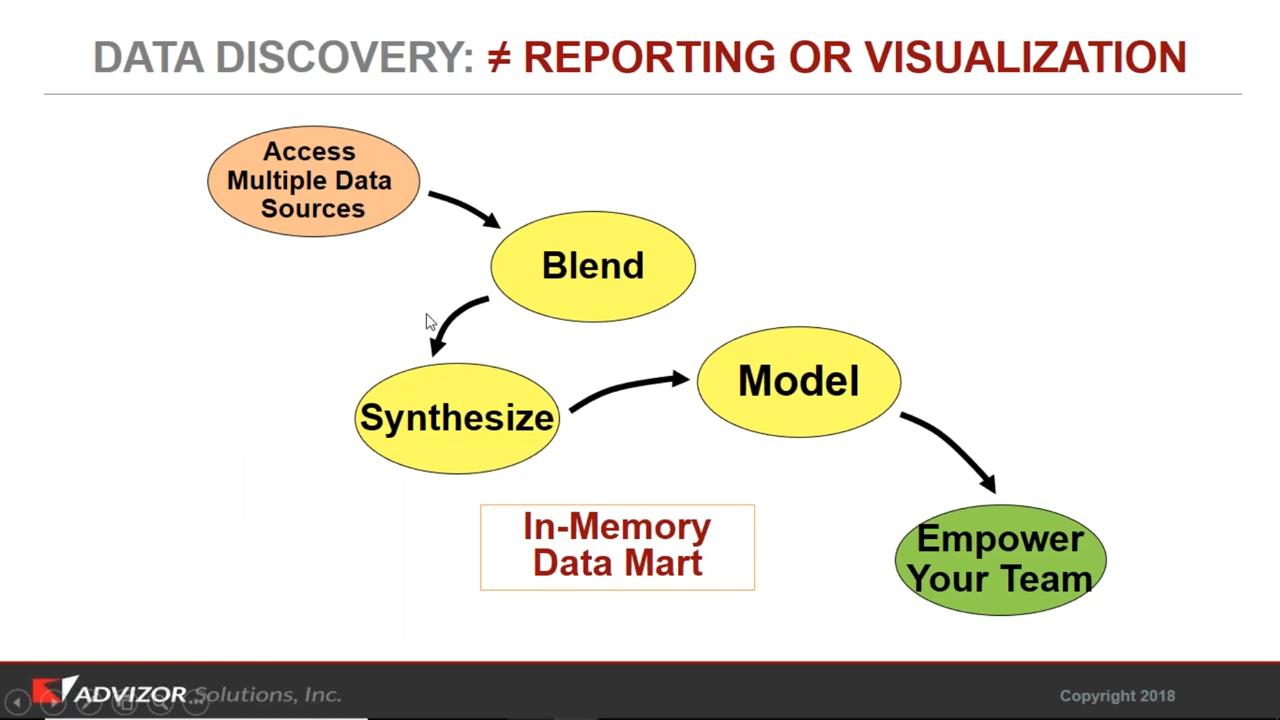 DATA DISCOVERY: ≠ REPORTING OR VISUALIZATION
Access
Multiple Data
Sources
Blend
Synthesize
Model
In-Memory
Data Mart
Empower
Your Team
ADVIZOR Solutions, Inc.
Copyright 2018